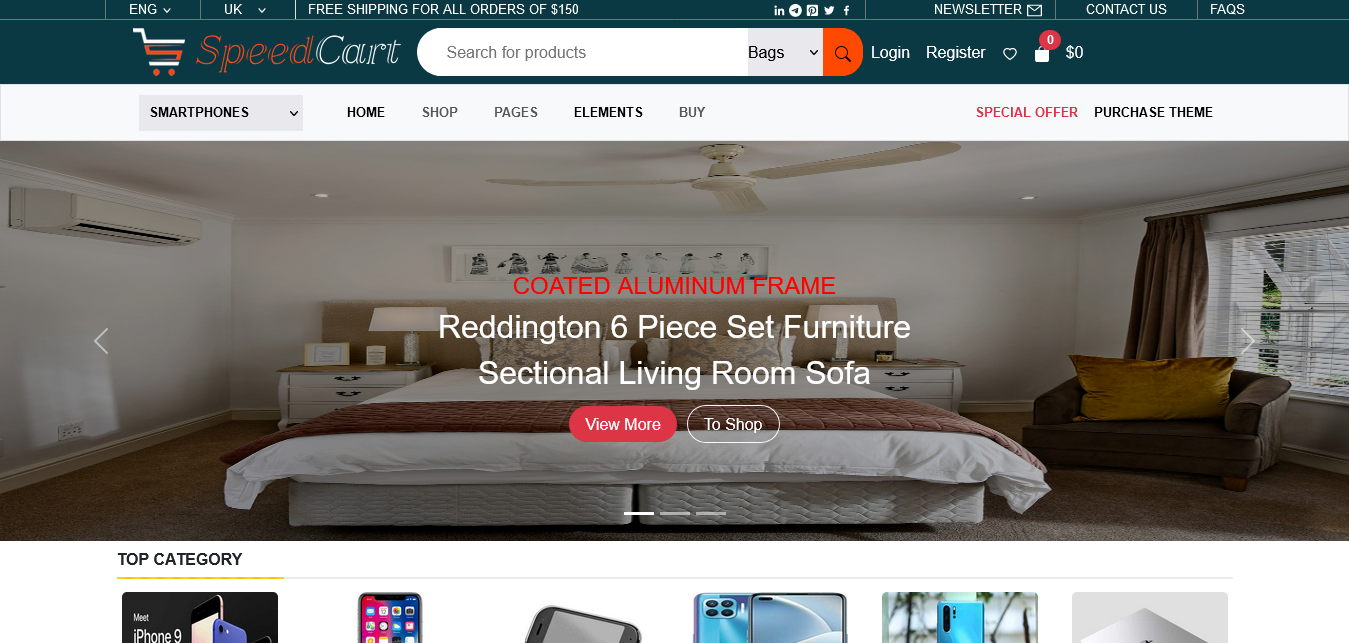 ENG UK FREE SHIPPING FOR ALL ORDERS OF $150 NEWSLETTER CONTACT US FAQS
SpeedCart Search for products Bags Login Register 0 $0
SMARTPHONES HOME SHOP PAGES ELEMENTS BUY SPECIAL OFFER PURCHASE THEME
COATED ALUMINUM FRAME
Reddington 6 Piece Set Furniture
Sectional Living Room Sofa
View More To Shop
TOP CATEGORY
Meet
iPhone 9